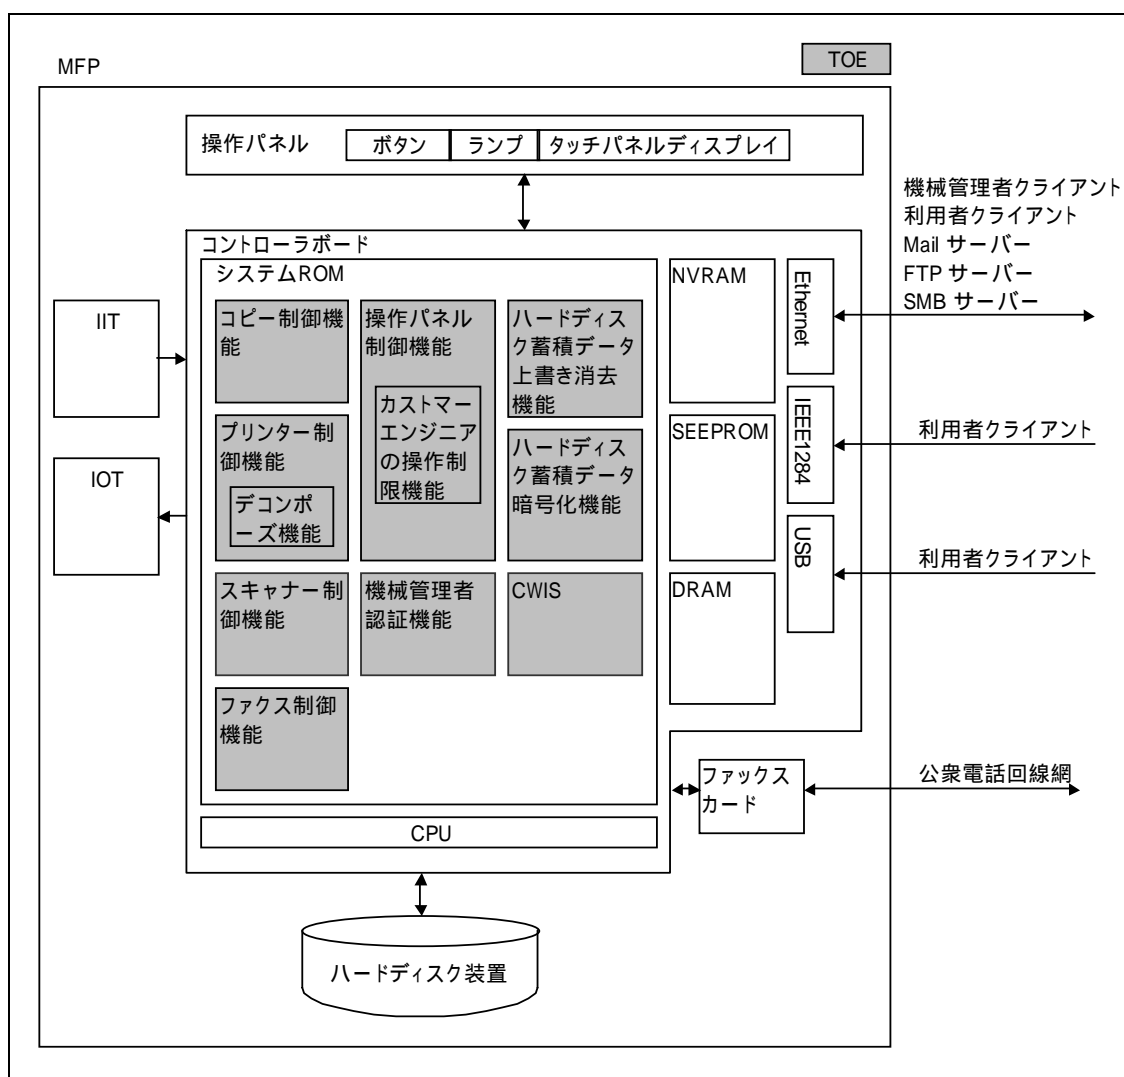 TOE
MFP
操作パネル
ボタン
ランプ
タッチパネルディスプレイ
機械管理者クライアント
利用者クライアント
Mail サーバー
FTP サーバー
SMB サーバー
コントローラボード
システムROM
IIT
IOT
コピー制御機
能
操作パネル
制御機能
カストマー
エンジニア
の操作制
限機能
ハードディス
ク蓄積データ
上書き消去
機能
プリンター制
御機能
デコンポ
ーズ機能
ハードディス
ク蓄積データ
暗号化機能
スキャナー制
御機能
機械管理者
認証機能
CWIS
ファクス制御
機能
NVRAM
SEEPROM
DRAM
Ethernet
IEEE1284
USB
利用者クライアント
利用者クライアント
ファックス
カード
公衆電話回線網
CPU
ハードディスク装置